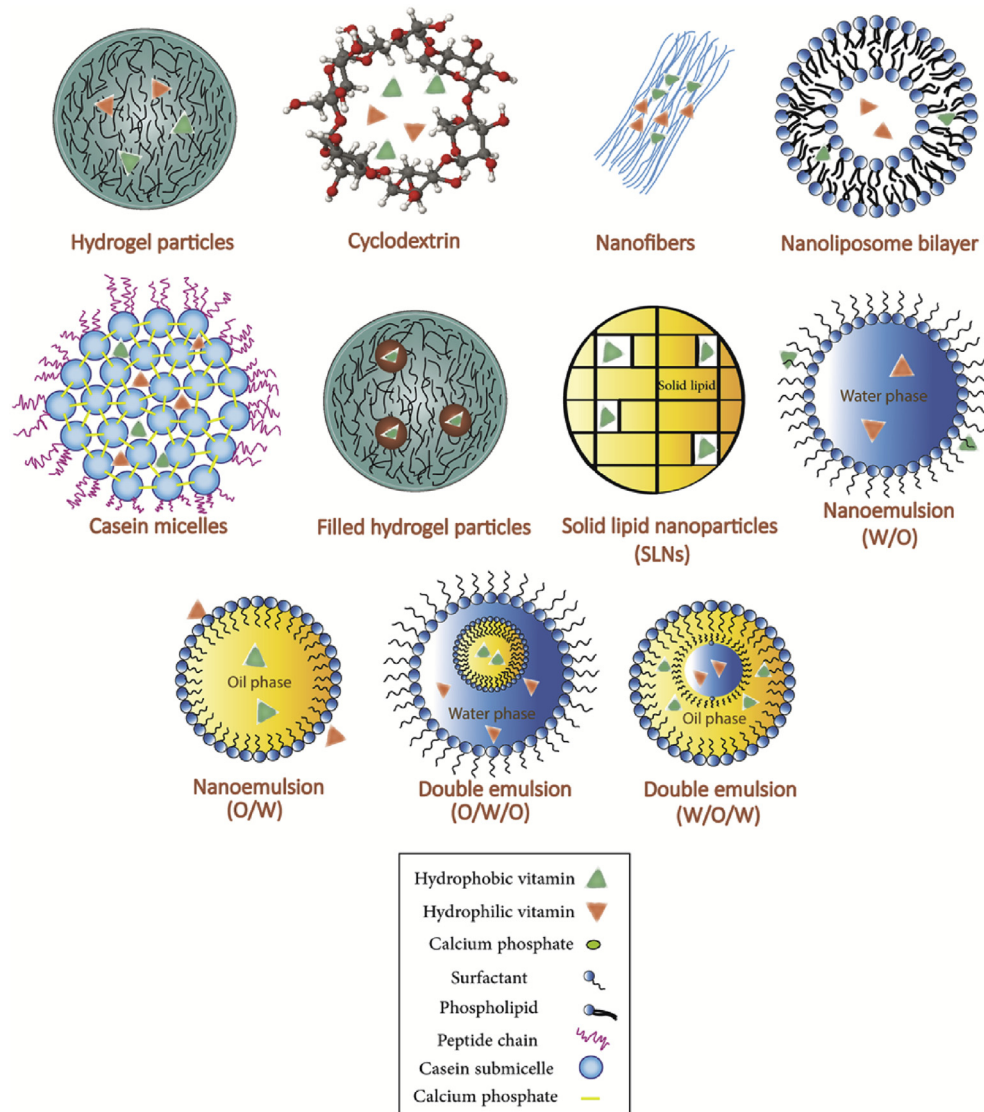 Hydrogel particles
Cyclodextrin
Nanofibers
Nanoliposome bilayer
Casein micelles
Filled hydrogel particles
Solid lipid
Solid lipid nanoparticles
(SLNs)
Water phase
Nanoemulsion
(W/O)
Oil phase
Nanoemulsion
(O/W)
Water phase
Double emulsion
(O/W/O)
Oil phase
Double emulsion
(W/O/W)
Hydrophobic vitamin
Hydrophilic vitamin
Calcium phosphate
Surfactant
Phospholipid
Peptide chain
Casein submicelle
Calcium phosphate